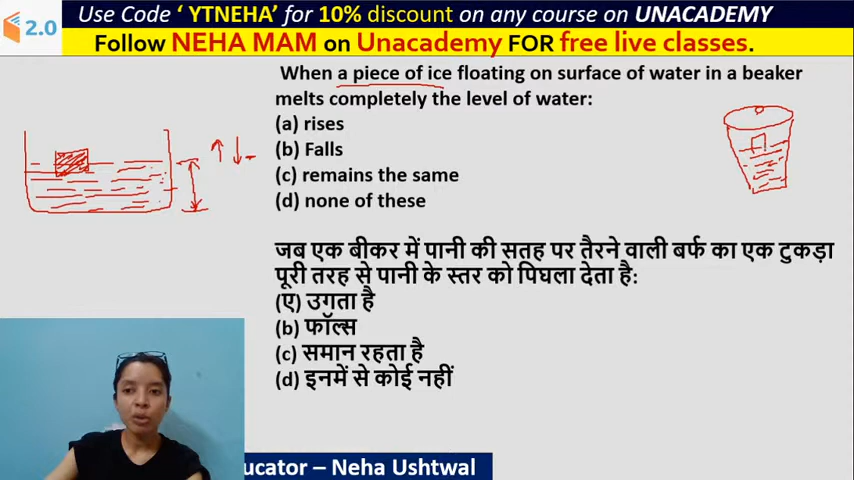 Use Code ‘ YTNEHA’ for 10% discount on any course on UNACADEMY
2.0
Follow NEHA MAM on Unacademy FOR free live classes.
When a piece of ice floating on surface of water in a beaker
melts completely the level of water:
(a) rises
(b) Falls
(c) remains the same
(d) none of these
जब एक बीकर में पानी की सतह पर तैरने वाली बर्फ का एक टुकड़ा
पूरी तरह से पानी के स्तर को पिघला देता है:
(ए) उगता है
(b) फॉल्स
(c) समान रहता है
(d) इनमें से कोई नहीं
ucator – Neha Ushtwal